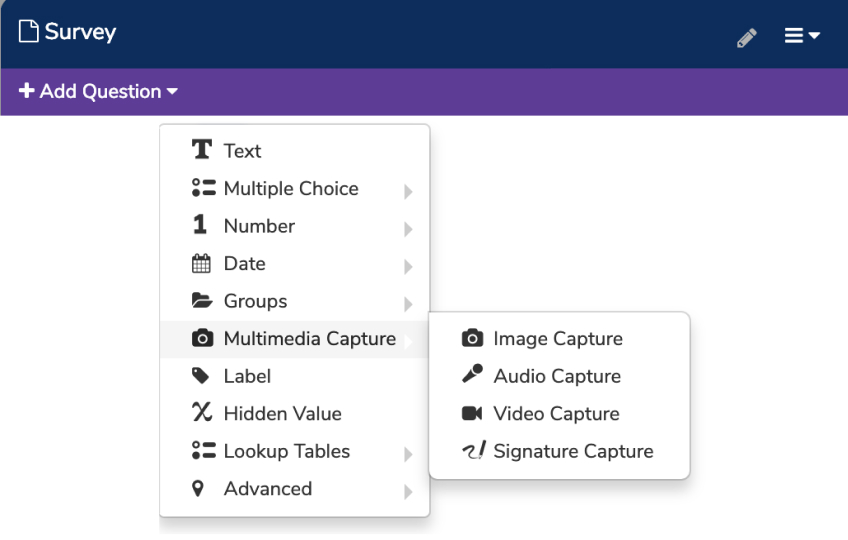 Survey
Add Question
Text
Multiple Choice
Number
Date
Groups
Multimedia Capture
Image Capture
Audio Capture
Video Capture
Signature Capture
Label
Hidden Value
Lookup Tables
Advanced